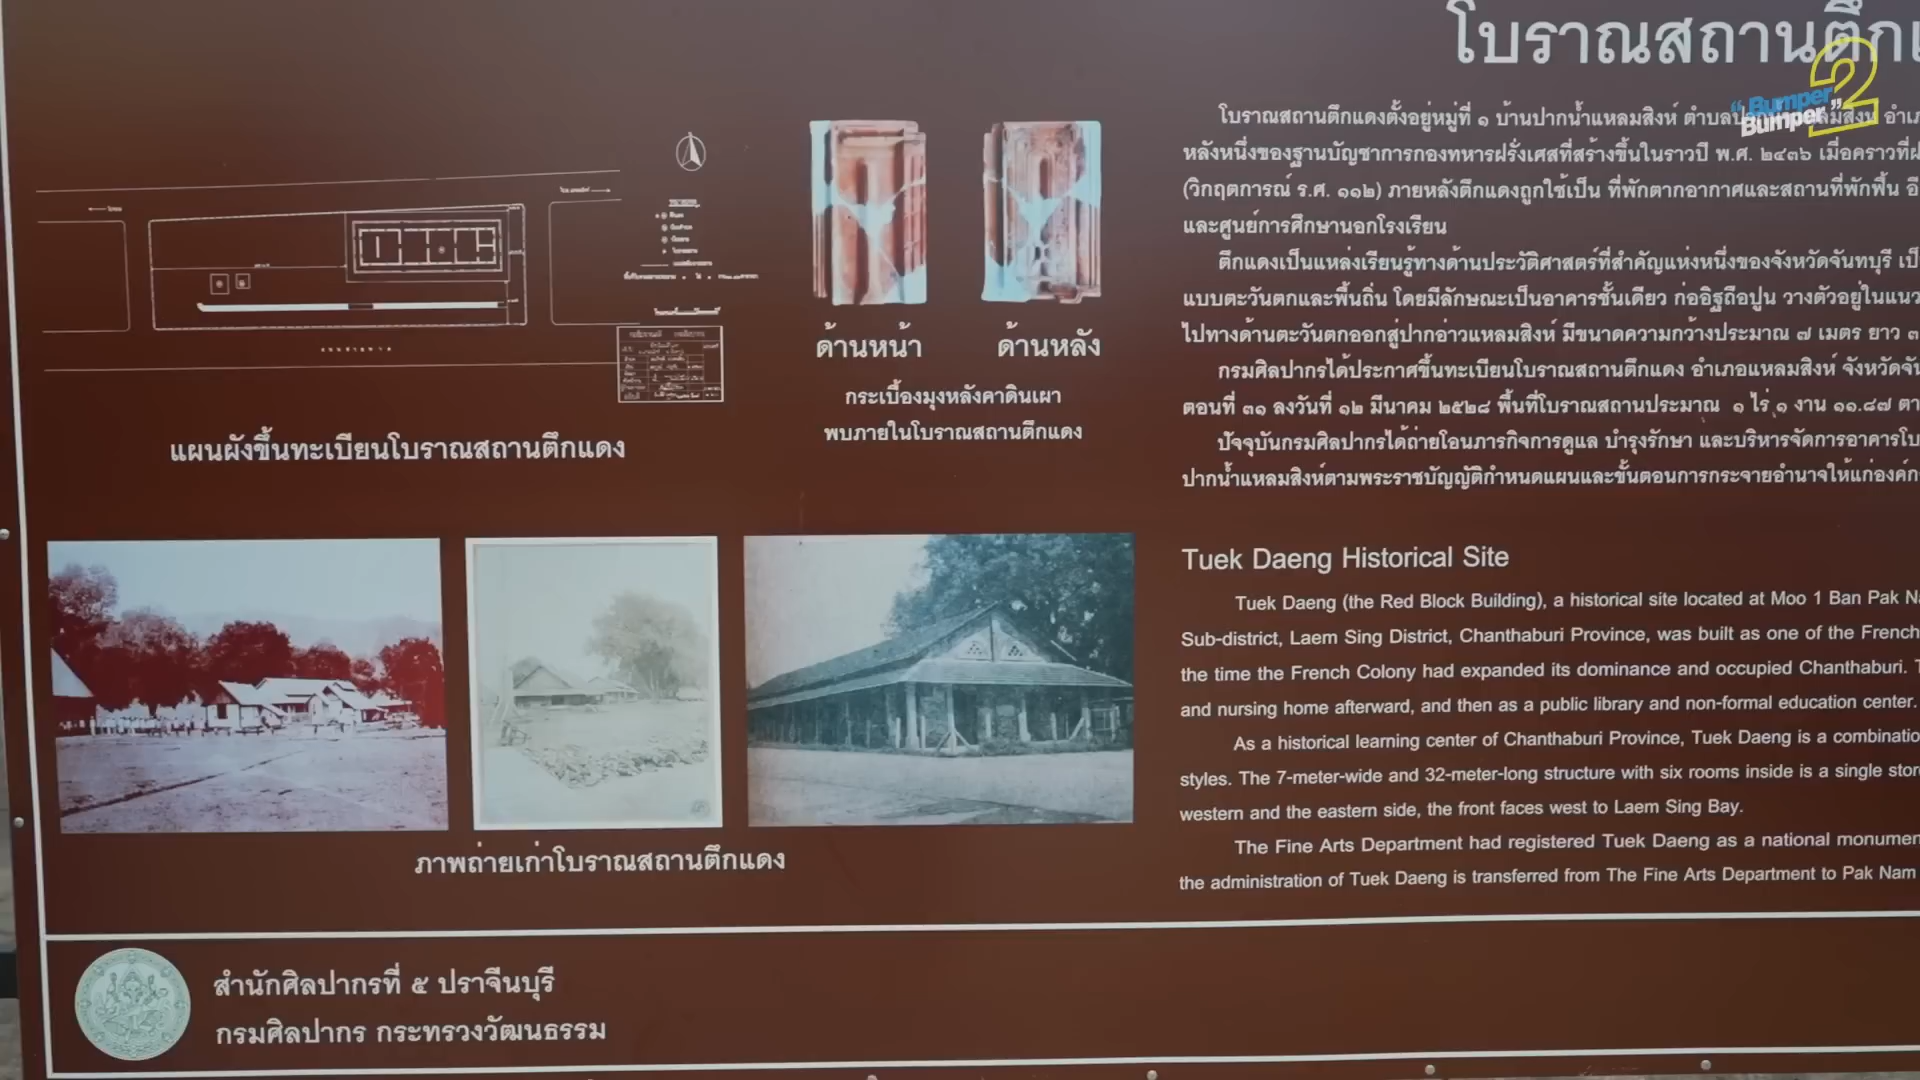 โบราณสถานตึก
"Bumper Bumper" 2
โบราณสถานตึกแดงตั้งอยู่หมู่ที่ ๑ บ้านปากน้ำแหลมสิงห์ ตำบล
หลังหนึ่งของฐานบัญชาการกองทหารฝรั่งเศสที่สร้างขึ้นในราวปี พ.ศ. ๒๔๓๖ เมื่อคราวที่
(วิกฤตการณ์ ร.ศ. ๑๑๒) ภายหลังตึกแดงถูกใช้เป็น ที่พักตากอากาศและสถานที่พักฟื้น
และศูนย์การศึกษานอกโรงเรียน
ตึกแดงเป็นแหล่งเรียนรู้ทางด้านประวัติศาสตร์ที่สำคัญแห่งหนึ่งของจังหวัดจันทบุรี
แบบตะวันตกและพื้นถิ่น โดยมีลักษณะเป็นอาคารชั้นเดียว ก่ออิฐถือปูน วางตัวอยู่ในแนว
ไปทางด้านตะวันตกออกสู่ปากอ่าวแหลมสิงห์ มีขนาดความกว้างประมาณ ๗ เมตร ยาว
กรมศิลปากรได้ประกาศขึ้นทะเบียนโบราณสถานตึกแดง อำเภอแหลมสิงห์ จังหวัด
ตอนที่ ๓๑ ลงวันที่ ๑๒ มีนาคม ๒๕๒๘ พื้นที่โบราณสถานประมาณ ๑ ไร่ ๑ งาน ๑๑.๘๗
ปัจจุบันกรมศิลปากรได้ถ่ายโอนภารกิจการดูแล บำรุงรักษา และบริหารจัดการอาคาร
ปากน้ำแหลมสิงห์ตามพระราชบัญญัติกำหนดแผนและขั้นตอนการกระจายอำนาจให้แก่
ด้านหน้า
ด้านหลัง
กระเบื้องมุงหลังคาดินเผา
พบภายในโบราณสถานตึกแดง
แผนผังขึ้นทะเบียนโบราณสถานตึกแดง
ภาพถ่ายเก่าโบราณสถานตึกแดง
Tuek Daeng Historical Site
Tuek Daeng (the Red Block Building), a historical site located at Moo 1 Ban Pak
Sub-district, Laem Sing District, Chanthaburi Province, was built as one of the French
the time the French Colony had expanded its dominance and occupied Chanthaburi.
and nursing home afterward, and then as a public library and non-formal education center.
As a historical learning center of Chanthaburi Province, Tuek Daeng is a
styles. The 7-meter-wide and 32-meter-long structure with six rooms inside is a single
western and the eastern side, the front faces west to Laem Sing Bay.
The Fine Arts Department had registered Tuek Daeng as a national
the administration of Tuek Daeng is transferred from The Fine Arts Department to Pak Nam
สำนักศิลปากรที่ ๕ ปราจีนบุรี
กรมศิลปากร กระทรวงวัฒนธรรม